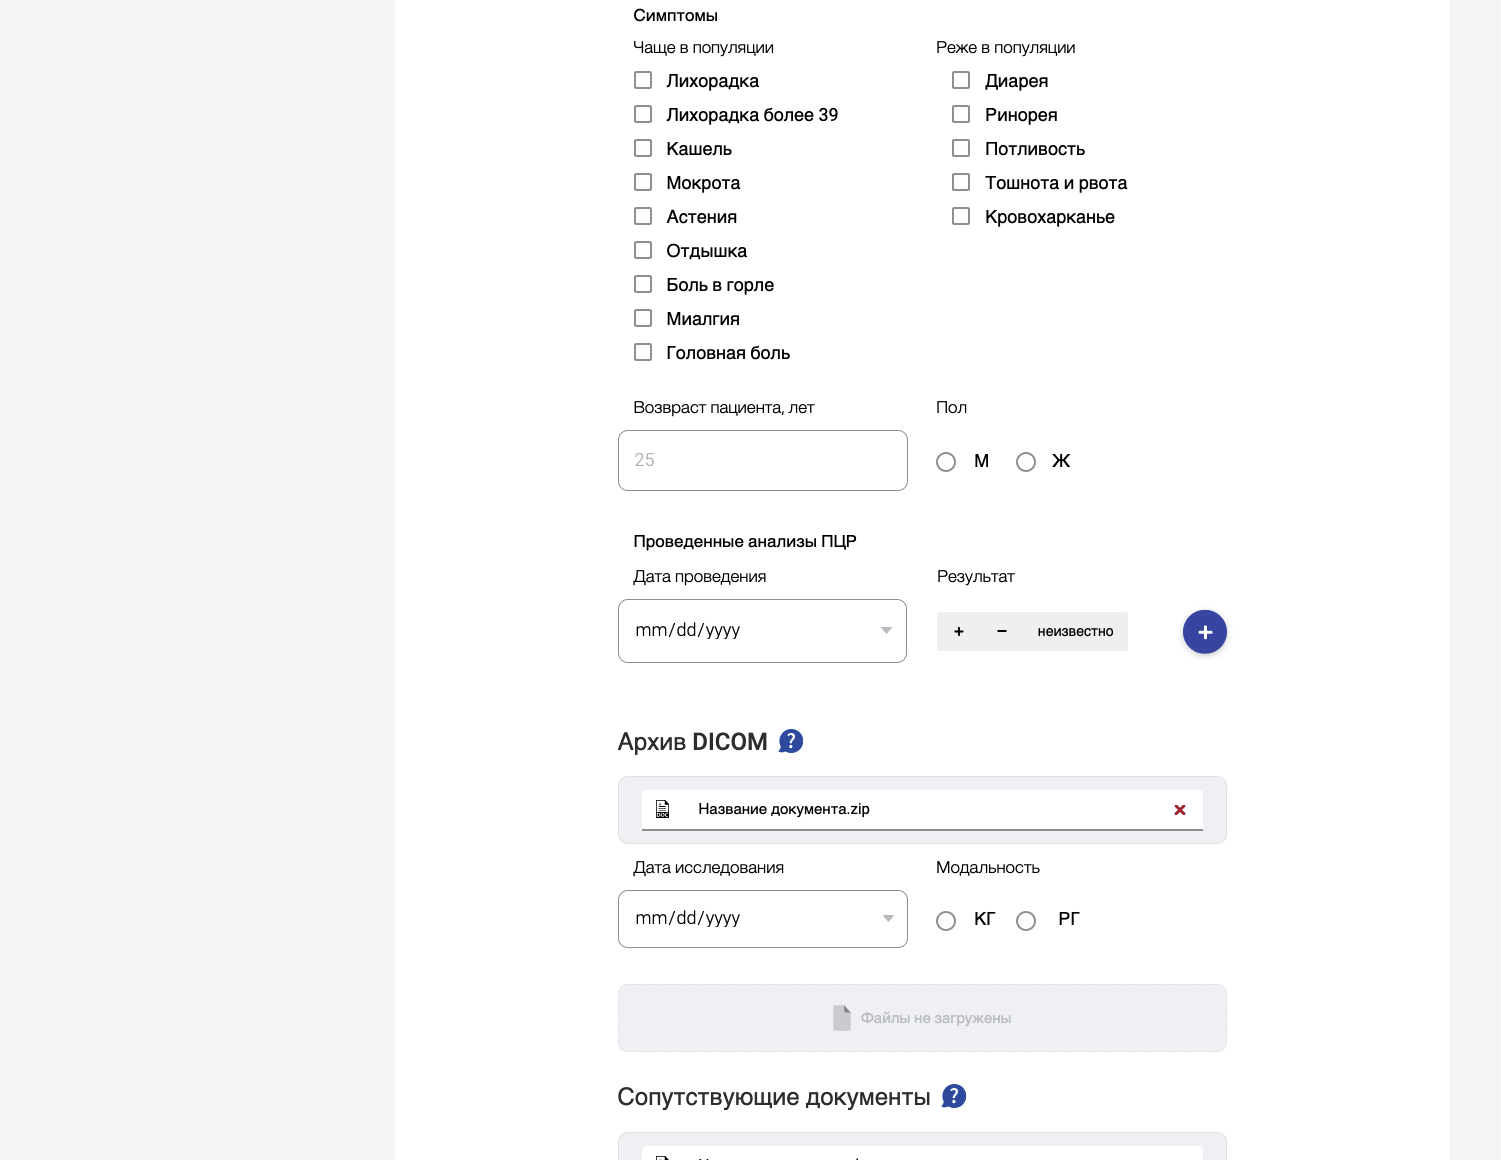 Симптомы
Чаще в популяции
Лихорадка
Лихорадка более 39
Кашель
Мокрота
Астения
Отдышка
Боль в горле
Миалгия
Головная боль
Реже в популяции
Диарея
Ринорея
Потливость
Тошнота и рвота
Кровохарканье
Возвраст пациента, лет
25
Пол
М Ж
Проведенные анализы ПЦР
Дата проведения
mm/dd/yyyy
Результат
+ − неизвестно
+
Архив DICOM ?
Название документа.zip
Дата исследования
mm/dd/yyyy
Модальность
КГ РГ
Файлы не загружены
Сопутствующие документы ?